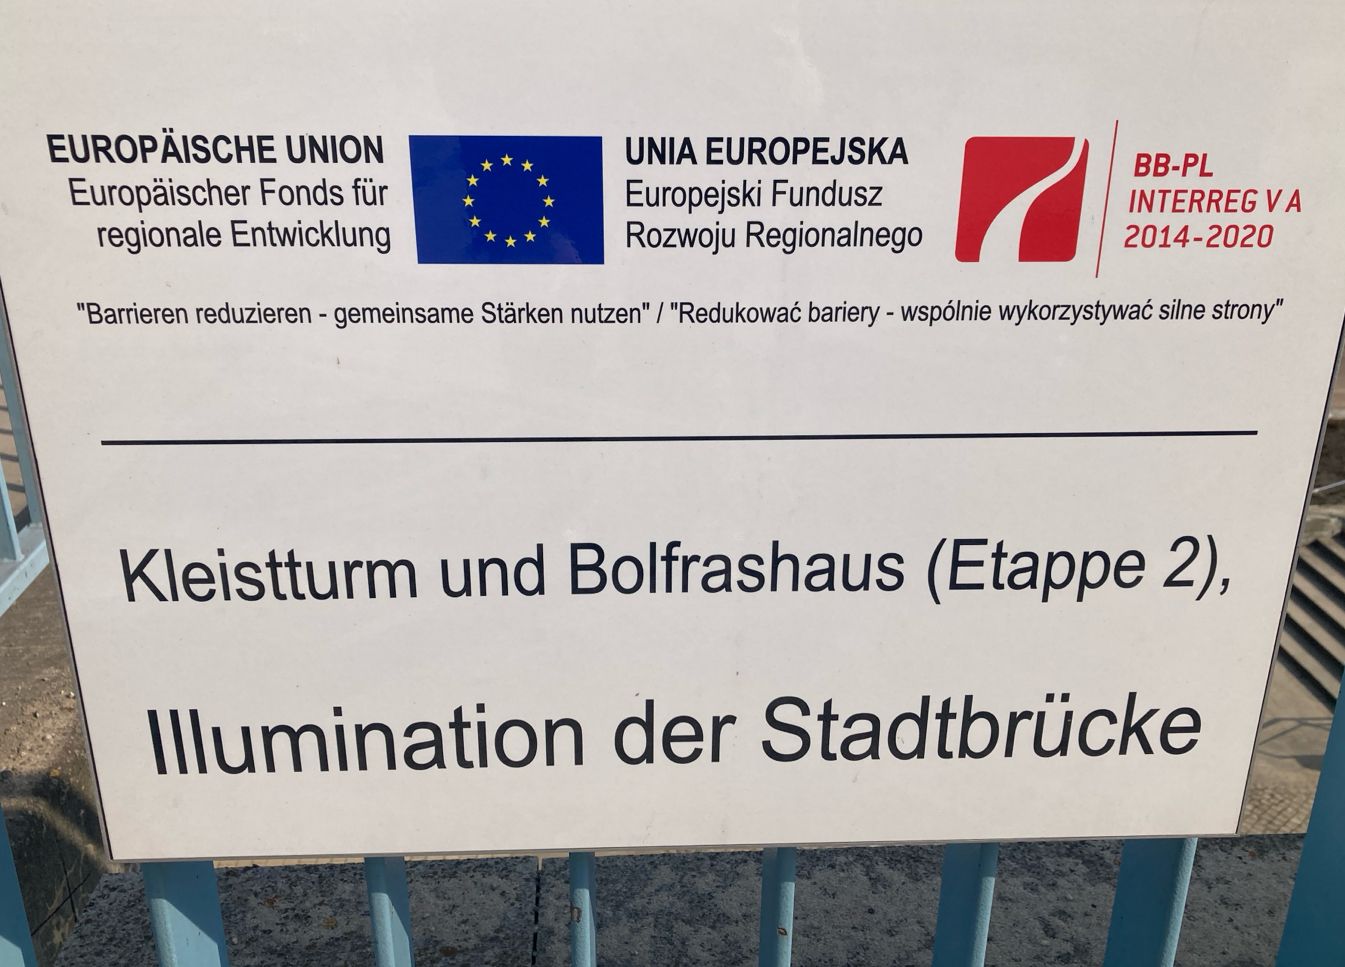 EUROPÄISCHE UNION
Europäischer Fonds für
regionale Entwicklung
UNIA EUROPEJSKA
Europejski Fundusz
Rozwoju Regionalnego
BB-PL
INTERREG V A
2014-2020
"Barrieren reduzieren - gemeinsame Stärken nutzen" / "Redukować bariery - wspólnie wykorzystywać silne strony"
Kleistturm und Bolfrashaus (Etappe 2),
Illumination der Stadtbrücke